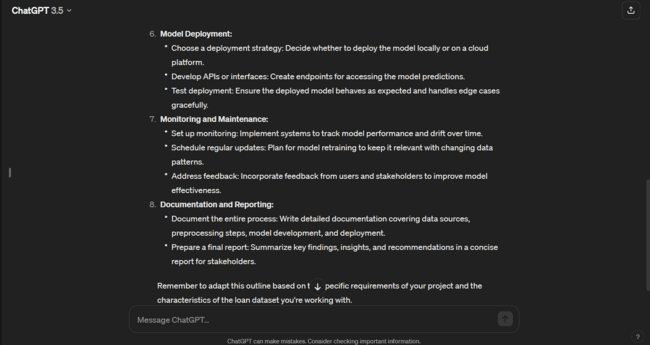 ChatGPT 3.5
6. Model Deployment:
• Choose a deployment strategy: Decide whether to deploy the model locally or on a cloud
platform.
• Develop APIs or interfaces: Create endpoints for accessing the model predictions.
• Test deployment: Ensure the deployed model behaves as expected and handles edge cases
gracefully.
7. Monitoring and Maintenance:
• Set up monitoring: Implement systems to track model performance and drift over time.
• Schedule regular updates: Plan for model retraining to keep it relevant with changing data
patterns.
• Address feedback: Incorporate feedback from users and stakeholders to improve model
effectiveness.
8. Documentation and Reporting:
• Document the entire process: Write detailed documentation covering data sources,
preprocessing steps, model development, and deployment.
• Prepare a final report: Summarize key findings, insights, and recommendations in a concise
report for stakeholders.
Remember to adapt this outline based on t pecific requirements of your project and the
characteristics of the loan dataset you're working with.
Message ChatGPT...
ChatGPT can make mistakes. Consider checking important information.
?